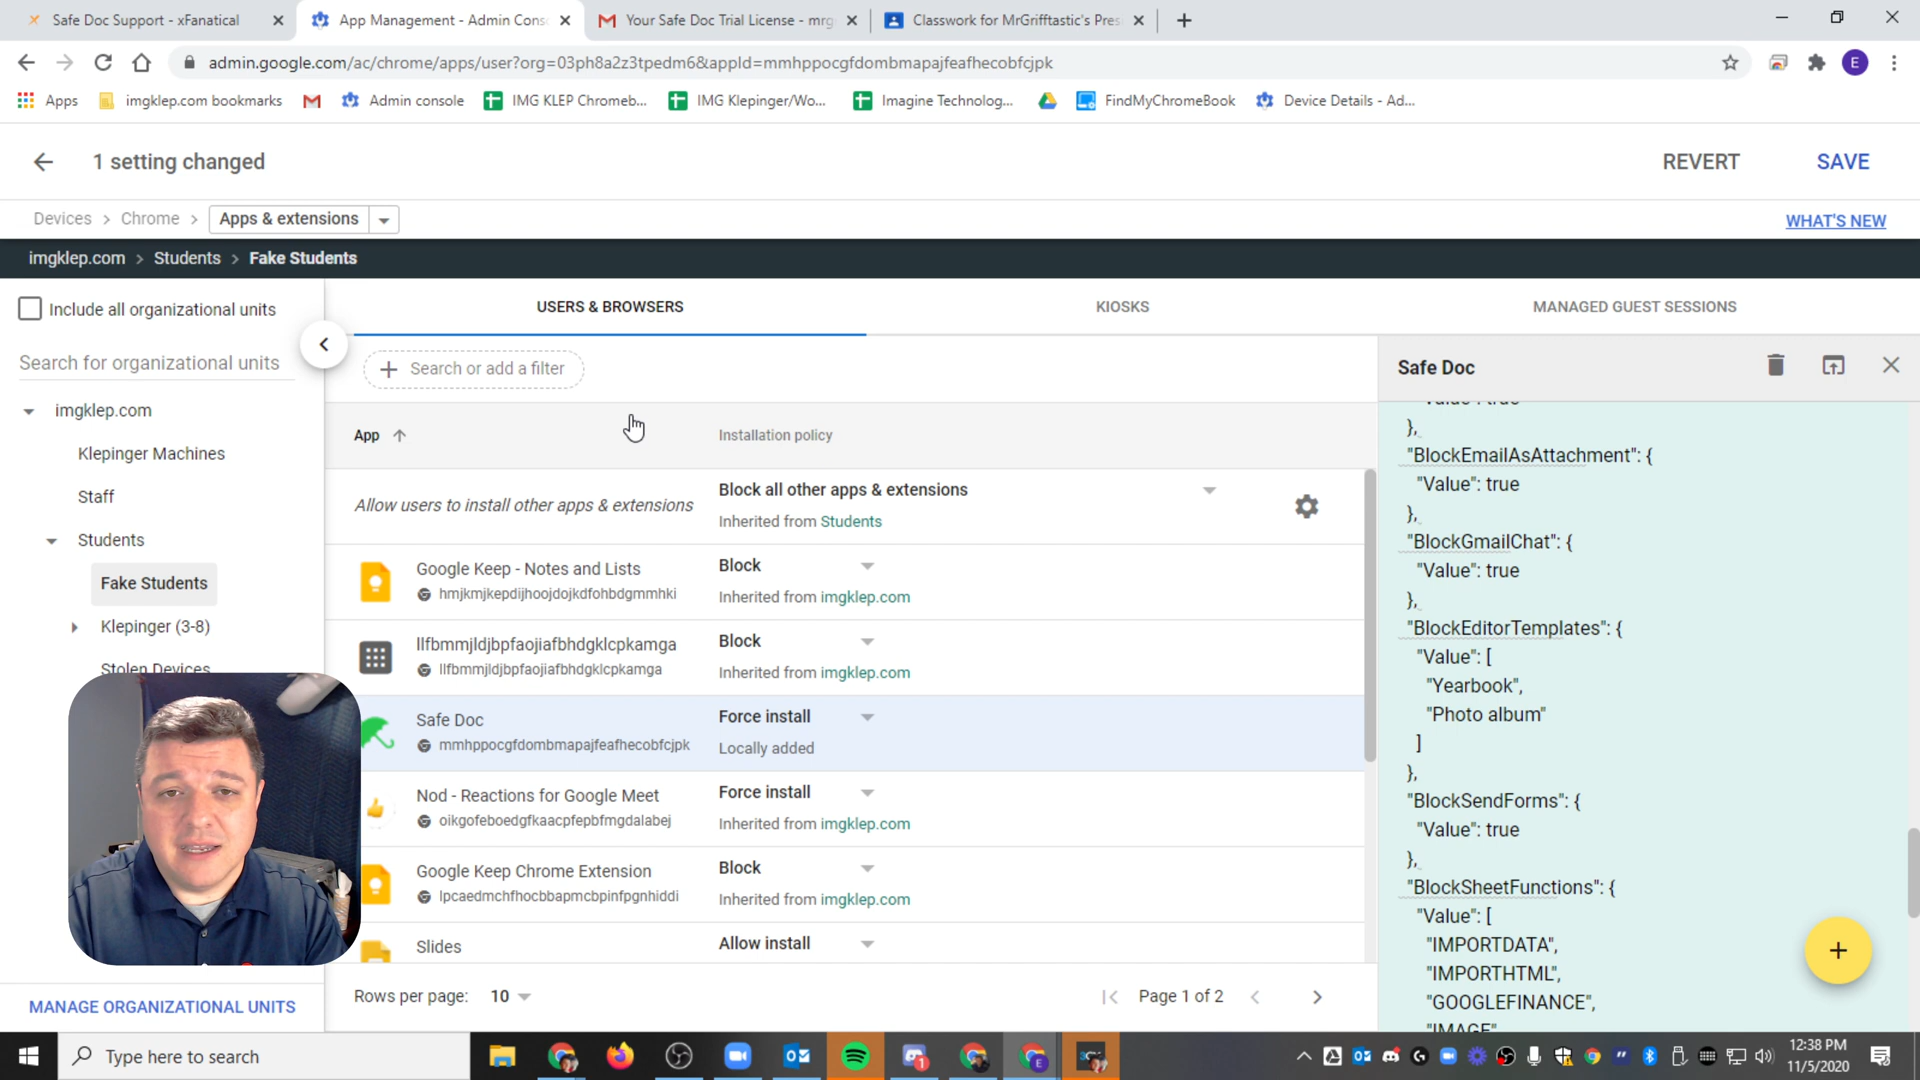 Safe Doc Support - xFanatical
App Management - Admin Cons
Your Safe Doc Trial License - mrg
Classwork for MrGrifftastic's Pres
admin.google.com/ac/chrome/apps/user?org=03ph8a2z3tpedm6&appId=mmhppocgfdombmapajfeafhecobfcjpk
E
Apps
imgklep.com bookmarks
Admin console
IMG KLEP Chromeb...
IMG Klepinger/Wo...
Imagine Technolog...
FindMyChromeBook
Device Details - Ad...
1 setting changed
REVERT
SAVE
Devices > Chrome > Apps & extensions
WHAT'S NEW
imgklep.com > Students > Fake Students
Include all organizational units
Search for organizational units
imgklep.com
Klepinger Machines
Staff
Students
Fake Students
Klepinger (3-8)
Stolen Devices
MANAGE ORGANIZATIONAL UNITS
USERS & BROWSERS
KIOSKS
MANAGED GUEST SESSIONS
+ Search or add a filter
App
Installation policy
Allow users to install other apps & extensions
Block all other apps & extensions
Inherited from Students
Google Keep - Notes and Lists
hmjkmjkepdijhoojdojkdfohbdgmmhki
Block
Inherited from imgklep.com
llfbmmjldjbpfaojiafbhdgklcpkamga
llfbmmjldjbpfaojiafbhdgklcpkamga
Block
Inherited from imgklep.com
Safe Doc
mmhppocgfdombmapajfeafhecobfcjpk
Force install
Locally added
Nod - Reactions for Google Meet
oikgofeboedgfkaacpfepbfmgdalabej
Force install
Inherited from imgklep.com
Google Keep Chrome Extension
lpcaedmchfhocbbapmcbpinfpgnhiddi
Block
Inherited from imgklep.com
Slides
Allow install
Rows per page: 10
Page 1 of 2
Safe Doc
"Value": true
},
"BlockEmailAsAttachment": {
"Value": true
},
"BlockGmailChat": {
"Value": true
},
"BlockEditorTemplates": {
"Value": [
"Yearbook",
"Photo album"
]
},
"BlockSendForms": {
"Value": true
},
"BlockSheetFunctions": {
"Value": [
"IMPORTDATA",
"IMPORTHTML",
"GOOGLEFINANCE",
"IMAGE"
+
Type here to search
12:38 PM
11/5/2020